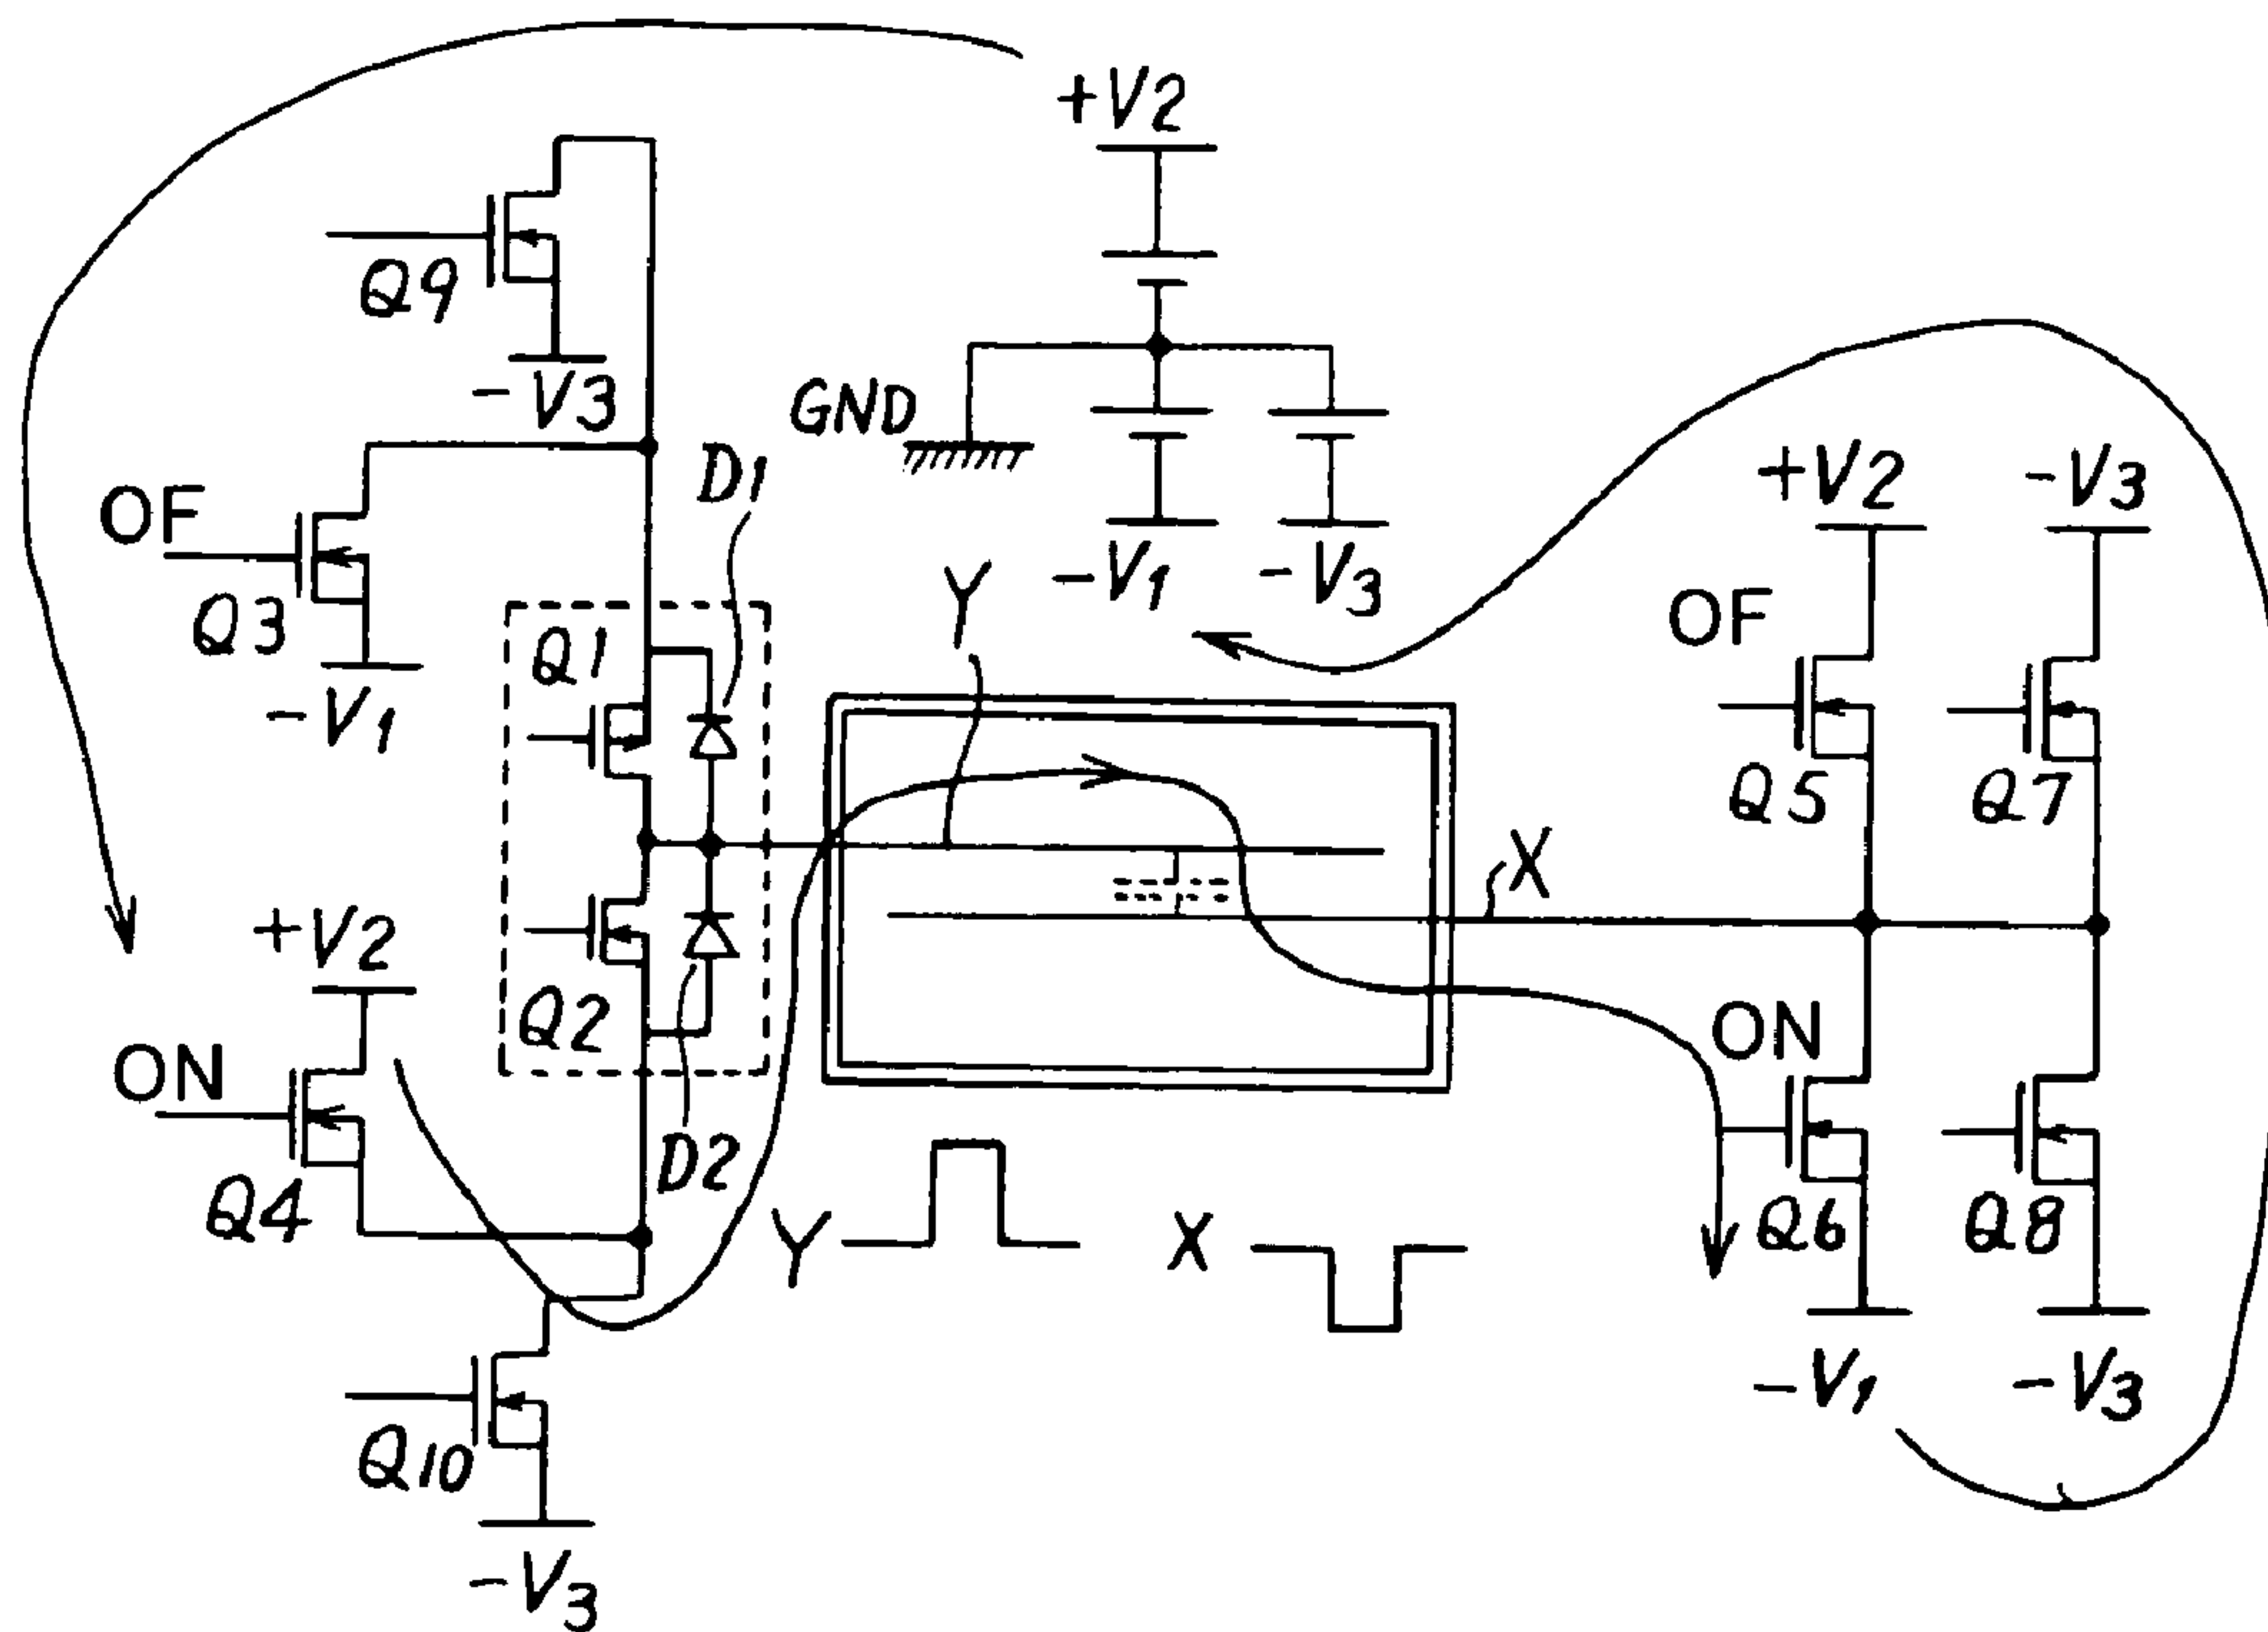 +V2
Q9
-V3
GND
D1
OF
+V2
-V3
Q3
-V1
Y
-V1
-V3
OF
Q1
Q5
Q7
X
+V2
Q2
ON
ON
Q4
D2
Y
X
Q6
Q8
-V1
-V3
Q10
-V3